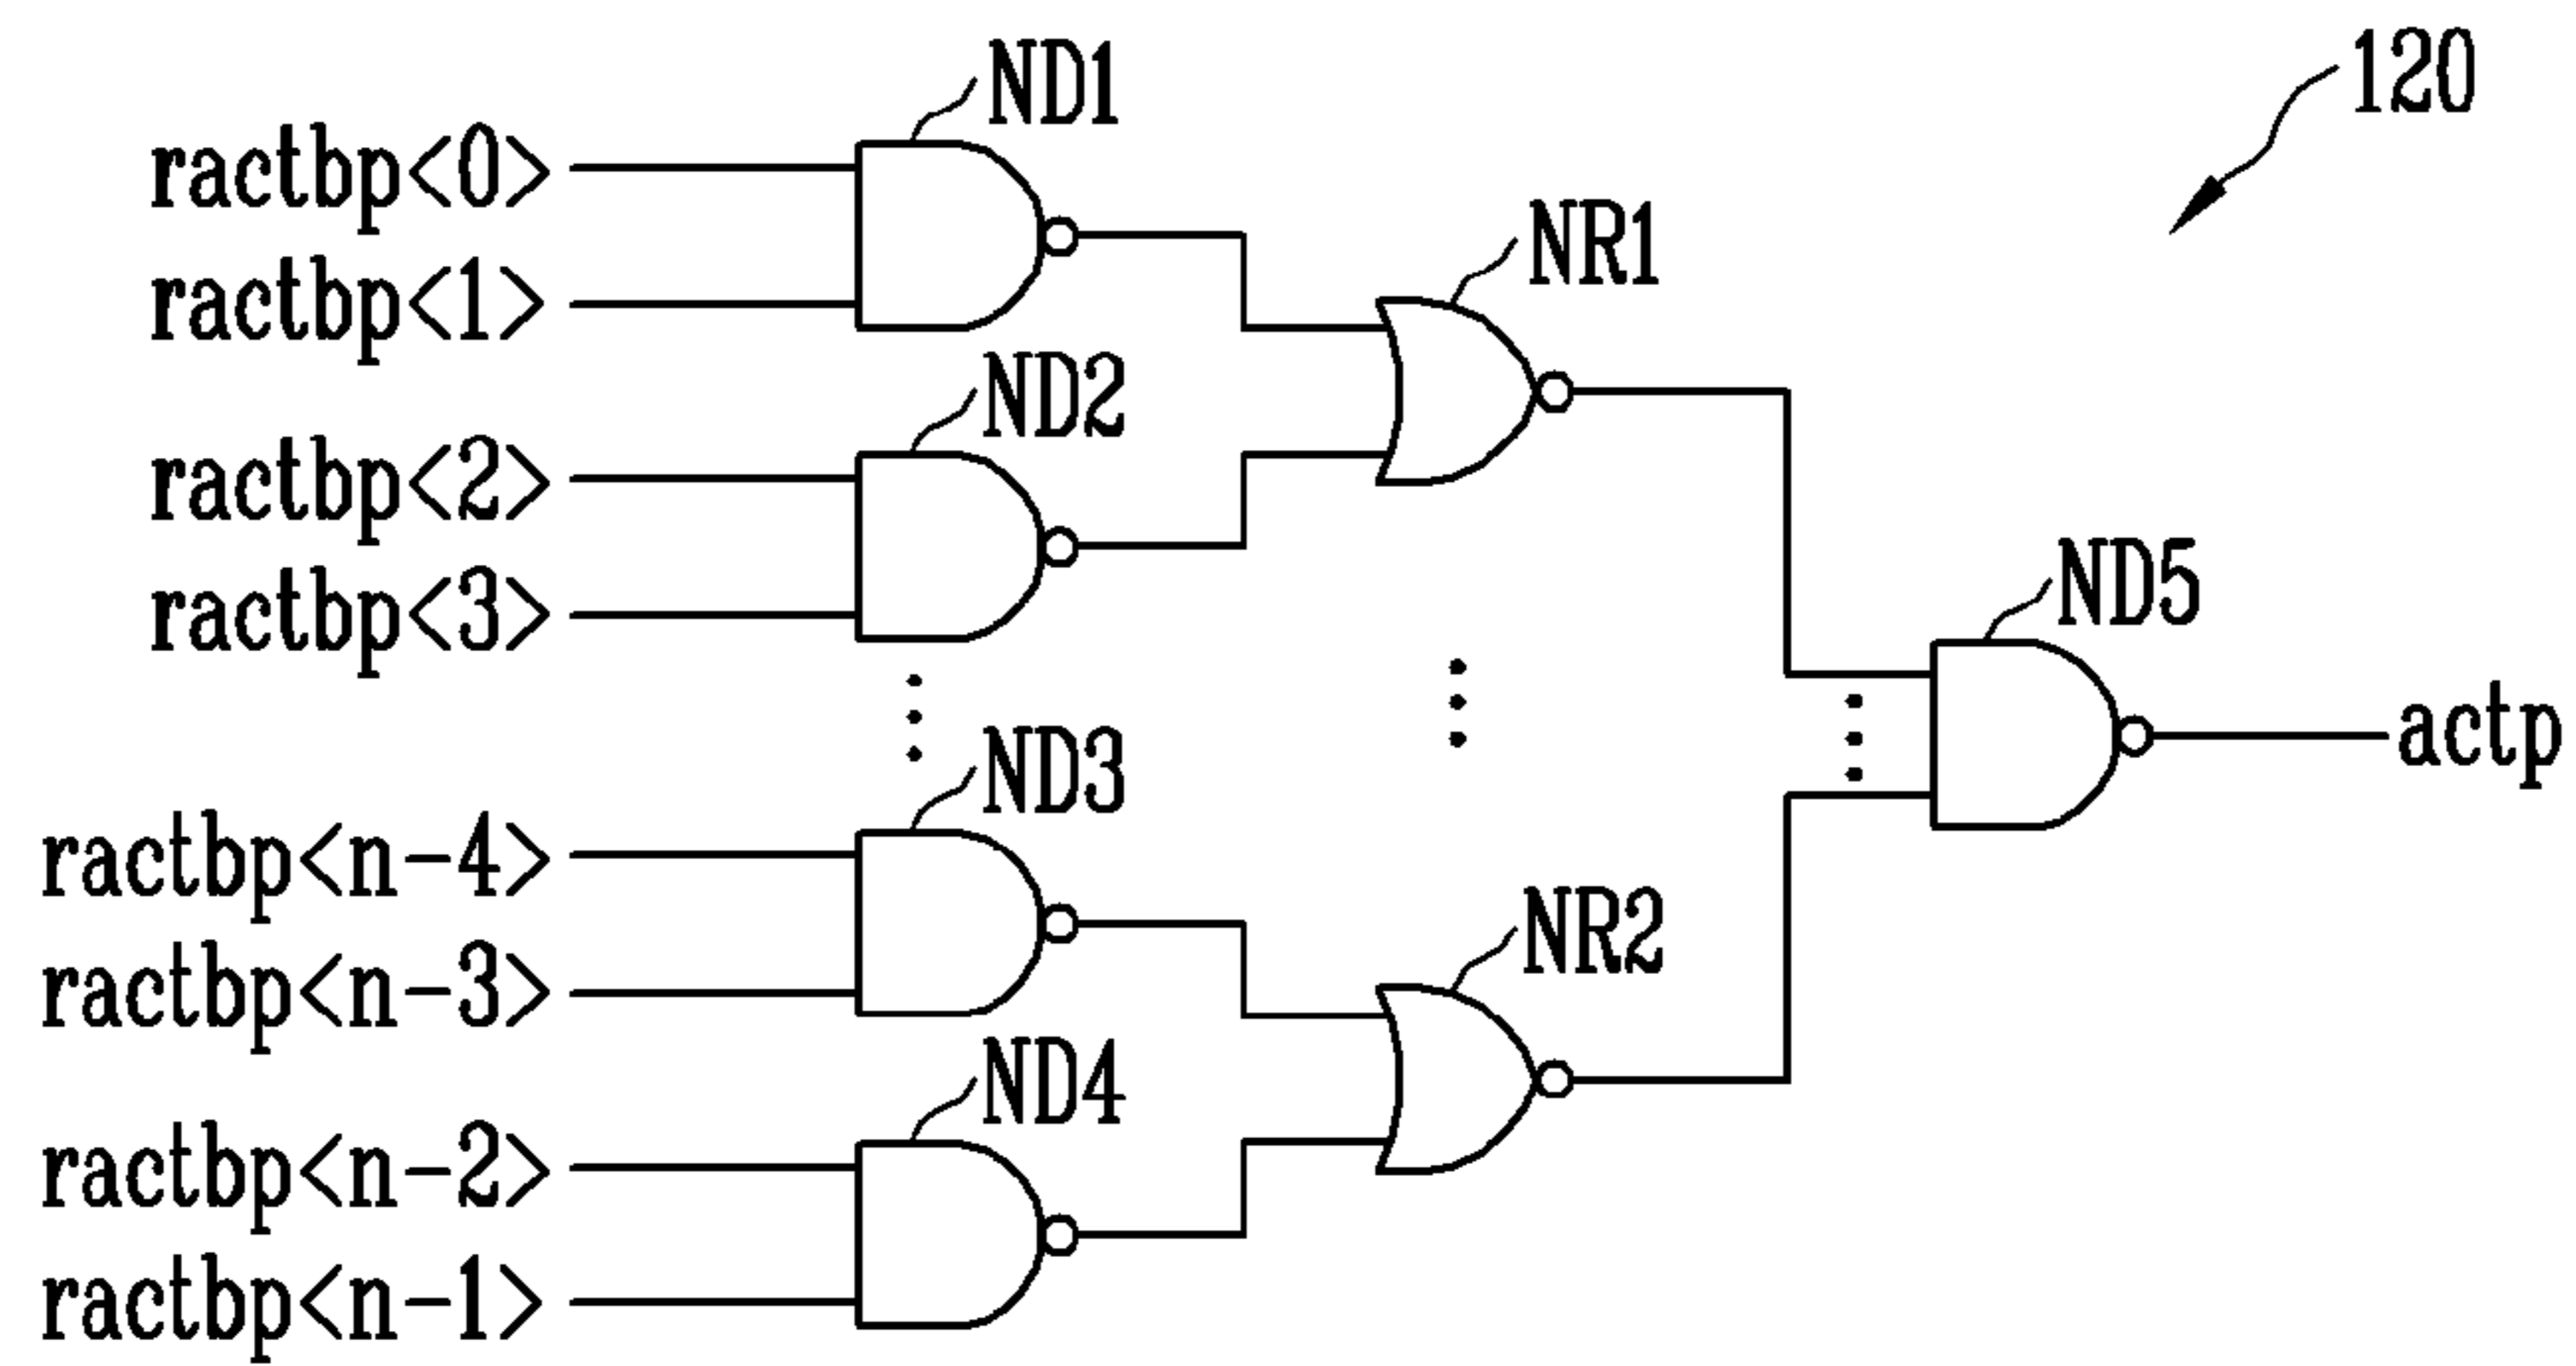 120
ND1
ractbp<0>
ractbp<1>
NR1
ND2
ractbp<2>
ractbp<3>
ND5
actp
ND3
ractbp<n-4>
ractbp<n-3>
NR2
ND4
ractbp<n-2>
ractbp<n-1>